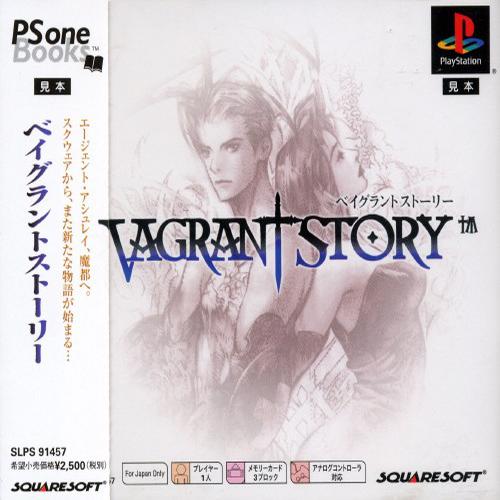 PS one
Books™
見本
エージェント・アシュレイ、魔都へ。
スクウェアから、また新たな物語が始まる…
ベイグラントストーリー
SLPS 91457
希望小売価格¥2,500(税別)
SQUARESOFT®
PlayStation®
見本
ベイグラントストーリー
VAGRANT STORY™
For Japan Only
プレイヤー
1人
メモリーカード
3ブロック
アナログコントローラ
対応
SQUARESOFT®